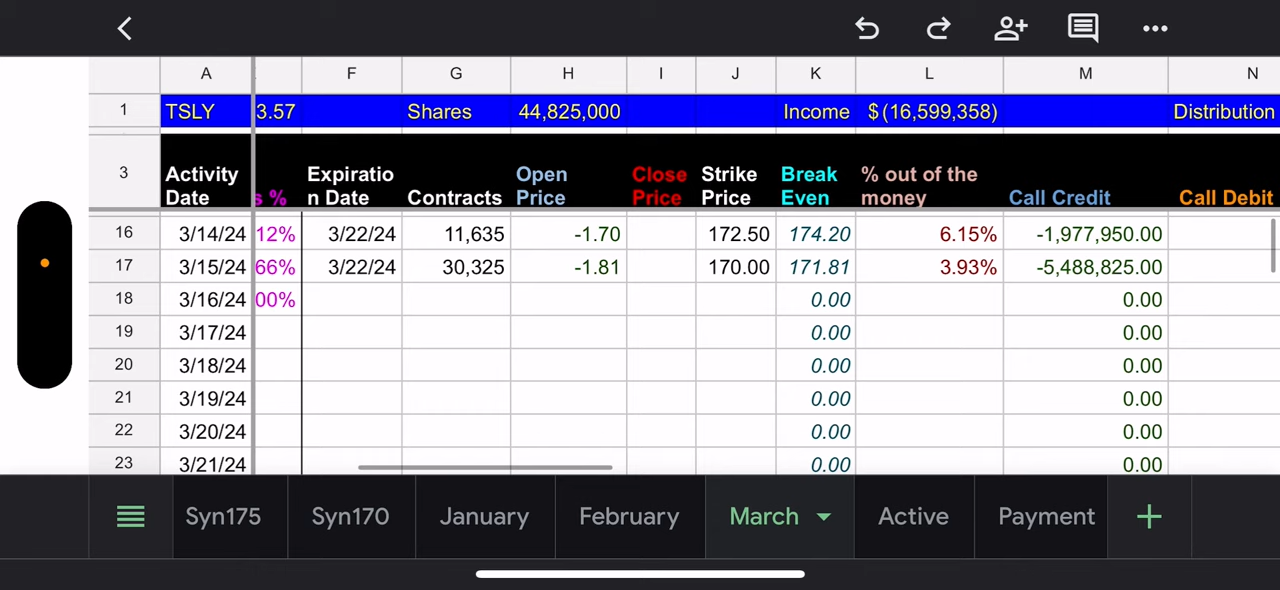 A F G H I J K L M N
1 TSLY 3.57 Shares 44,825,000 Income $(16,599,358) Distribution
3 Activity Date s % Expiratio n Date Contracts Open Price Close Price Strike Price Break Even % out of the money Call Credit Call Debit
16 3/14/24 12% 3/22/24 11,635 -1.70 172.50 174.20 6.15% -1,977,950.00
17 3/15/24 66% 3/22/24 30,325 -1.81 170.00 171.81 3.93% -5,488,825.00
18 3/16/24 00% 0.00 0.00
19 3/17/24 0.00 0.00
20 3/18/24 0.00 0.00
21 3/19/24 0.00 0.00
22 3/20/24 0.00 0.00
23 3/21/24 0.00 0.00
Syn175 Syn170 January February March Active Payment